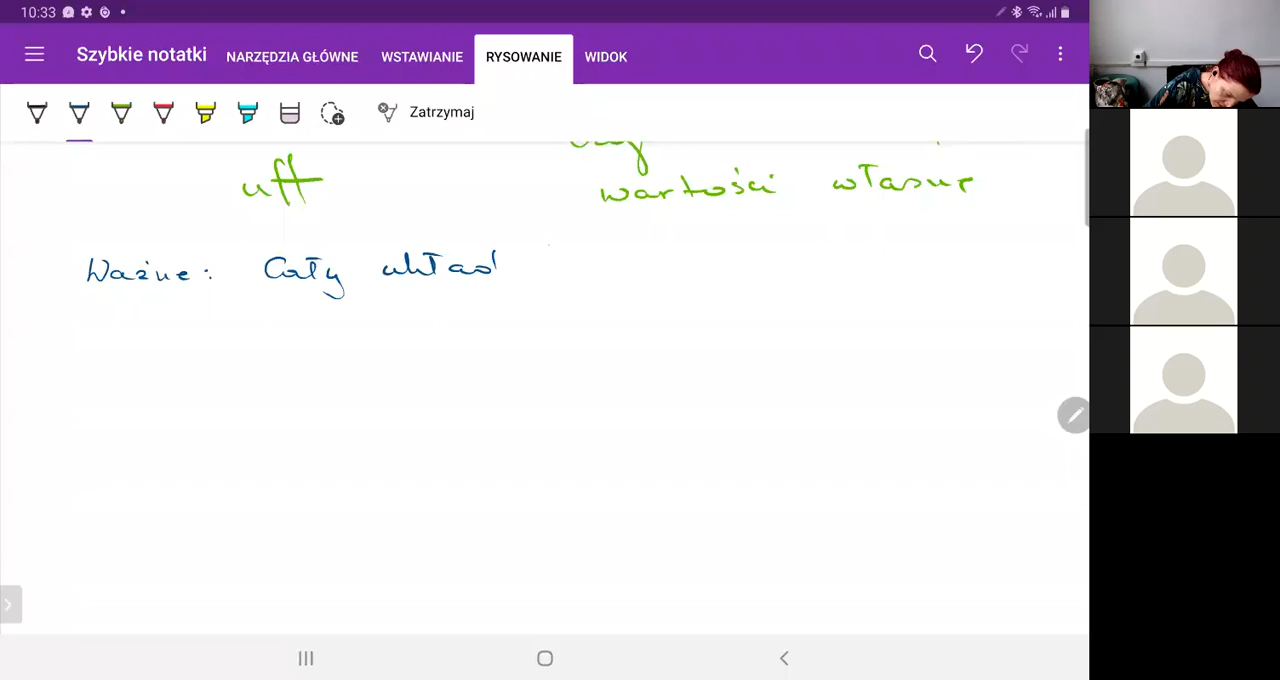 10:33
Szybkie notatki NARZĘDZIA GŁÓWNE WSTAWIANIE RYSOWANIE WIDOK
Zatrzymaj
uff wartości własne
Ważne: Cały układ